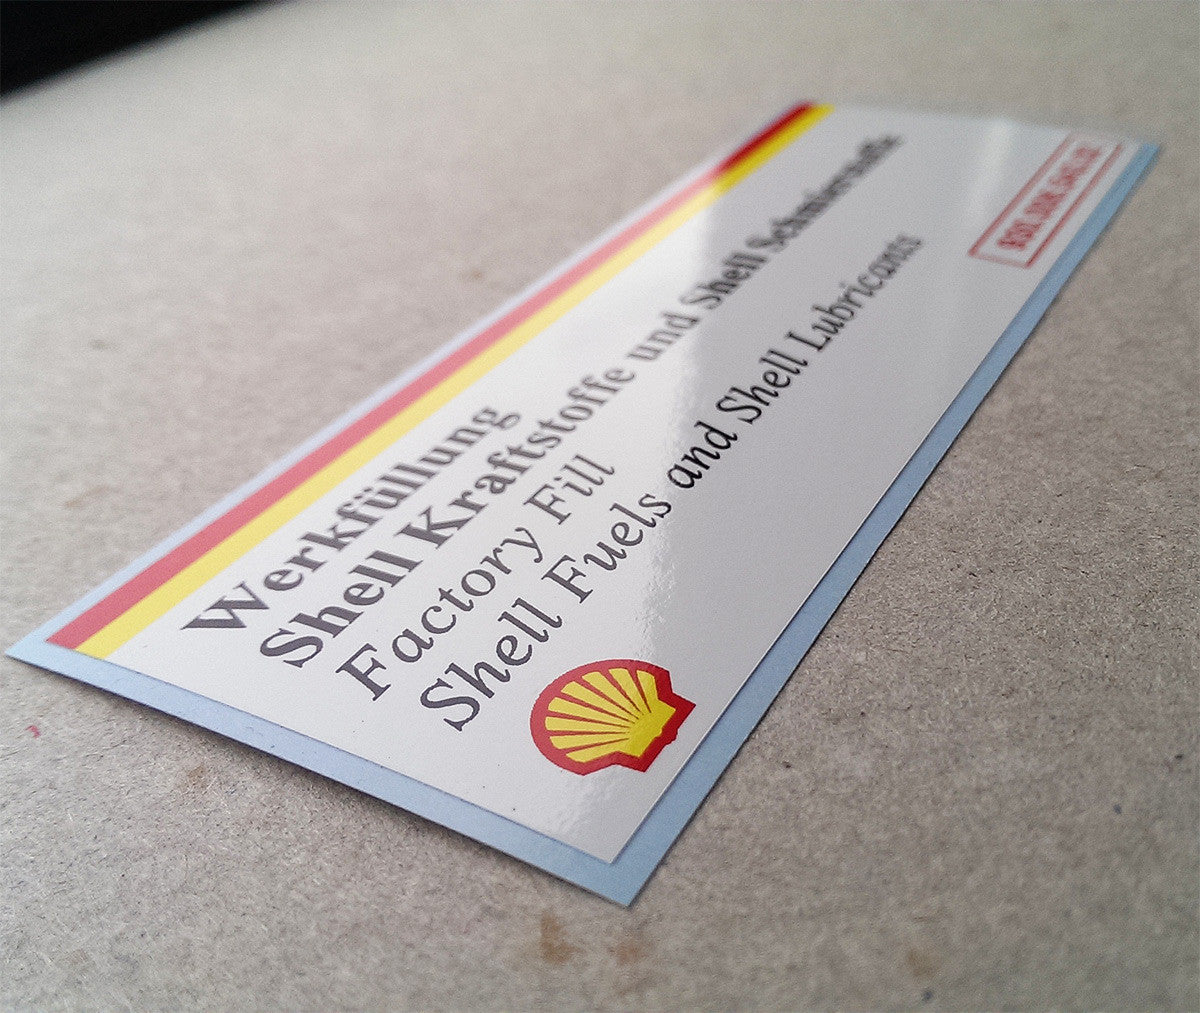 Werkfüllung
Shell Kraftstoffe und Shell Schmierstoffe
Factory Fill
Shell Fuels and Shell Lubricants